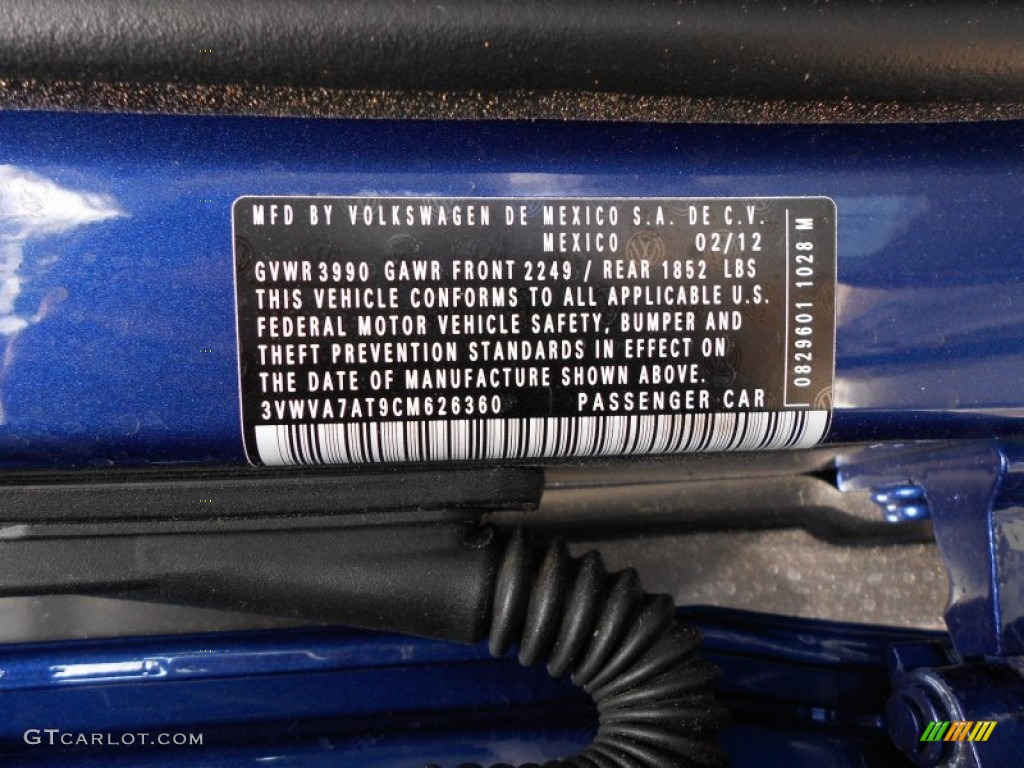 MFD BY VOLKSWAGEN DE MEXICO S.A. DE C.V.
MEXICO 02/12
GVWR 3990 GAWR FRONT 2249 / REAR 1852 LBS
THIS VEHICLE CONFORMS TO ALL APPLICABLE U.S.
FEDERAL MOTOR VEHICLE SAFETY, BUMPER AND
THEFT PREVENTION STANDARDS IN EFFECT ON
THE DATE OF MANUFACTURE SHOWN ABOVE.
3VWVA7AT9CM626360 PASSENGER CAR
0829601 1028 M
GTCARLOT.COM